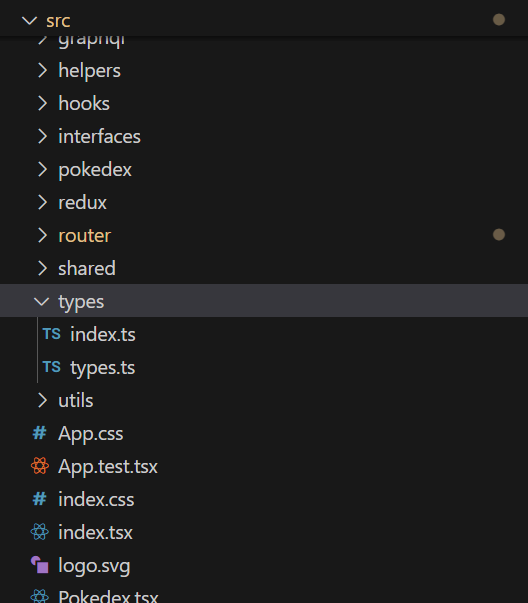 src
graphql
helpers
hooks
interfaces
pokedex
redux
router
shared
types
TS index.ts
TS types.ts
utils
# App.css
App.test.tsx
# index.css
index.tsx
logo.svg
Pokedex.tsx